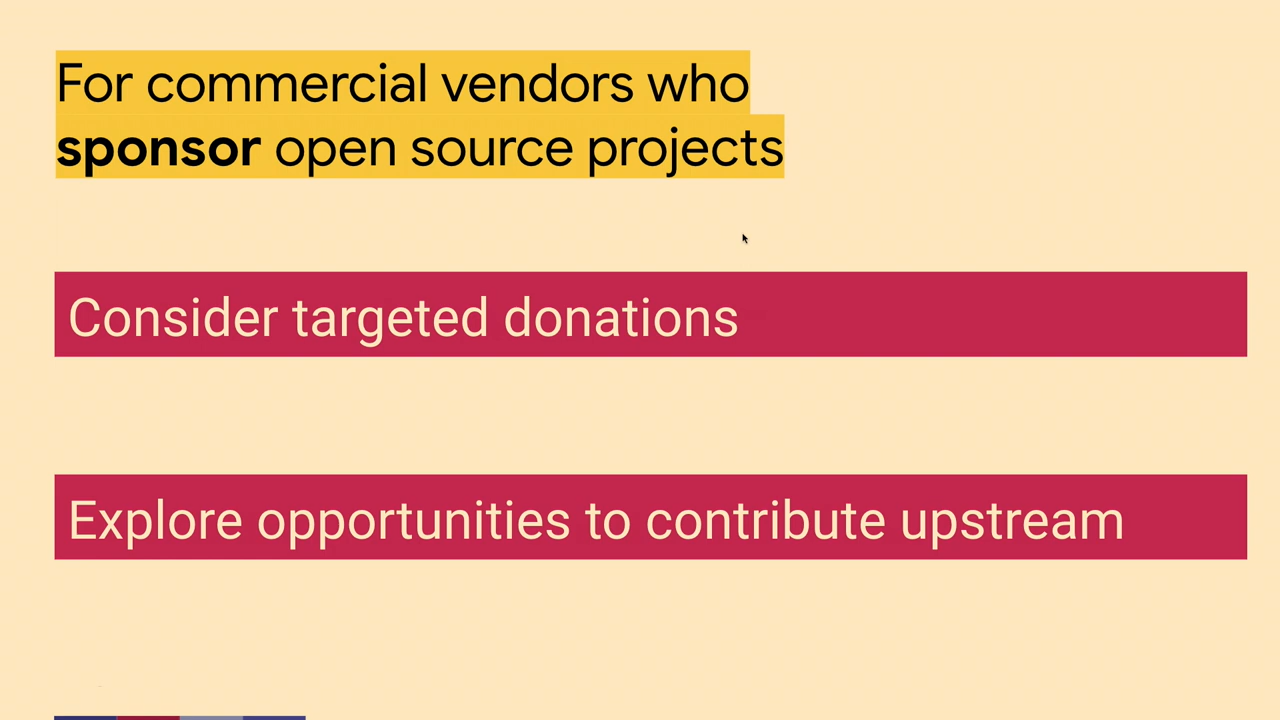 For commercial vendors who
sponsor open source projects
Consider targeted donations
Explore opportunities to contribute upstream